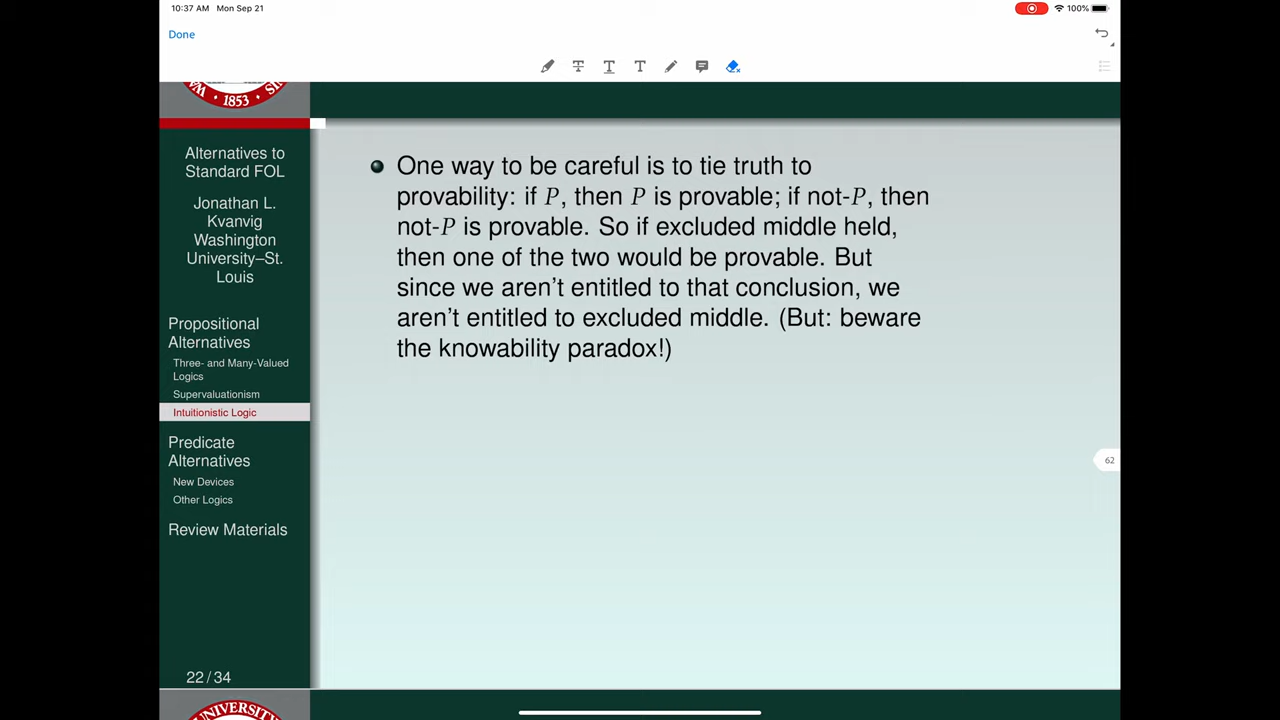 10:37 AM Mon Sep 21
100%
Done
1853
Alternatives to
Standard FOL
Jonathan L.
Kvanvig
Washington
University–St.
Louis
Propositional
Alternatives
Three- and Many-Valued
Logics
Supervaluationism
Intuitionistic Logic
Predicate
Alternatives
New Devices
Other Logics
Review Materials
22/34
One way to be careful is to tie truth to
provability: if P, then P is provable; if not-P, then
not-P is provable. So if excluded middle held,
then one of the two would be provable. But
since we aren’t entitled to that conclusion, we
aren’t entitled to excluded middle. (But: beware
the knowability paradox!)
62